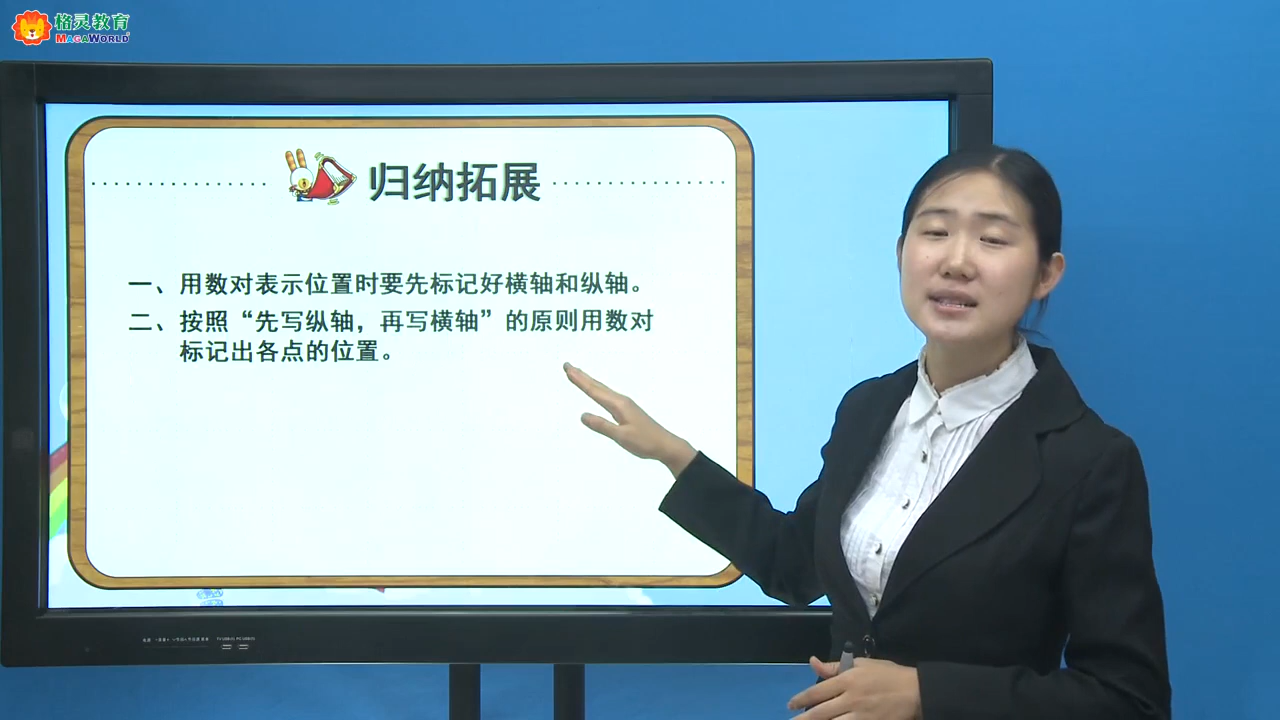 格灵教育
MAGAWORLD
归纳拓展
一、用数对表示位置时要先标记好横轴和纵轴。
二、按照“先写纵轴，再写横轴”的原则用数对
标记出各点的位置。